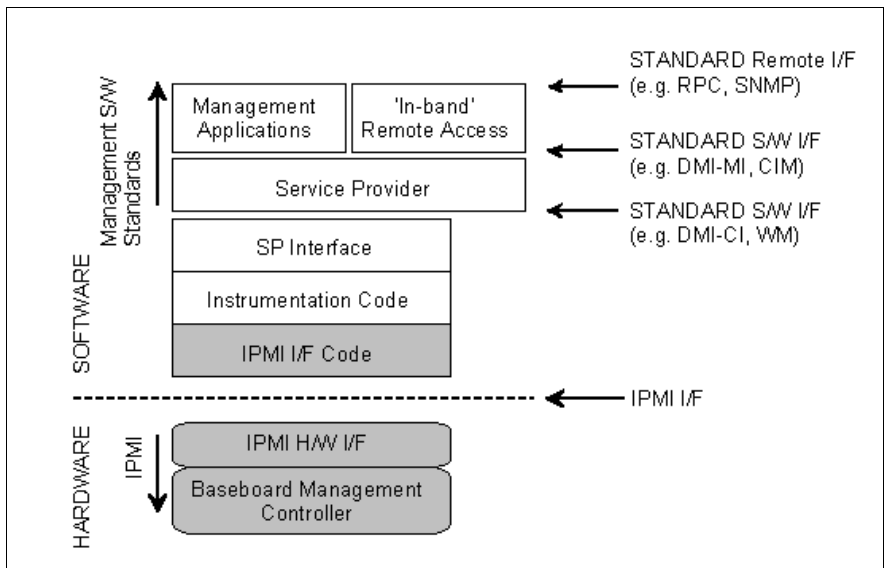 STANDARD Remote I/F
(e.g. RPC, SNMP)
Management S/W
Standards
Management
Applications
'In-band'
Remote Access
STANDARD S/W I/F
(e.g. DMI-MI, CIM)
Service Provider
STANDARD S/W I/F
(e.g. DMI-CI, WM)
SP Interface
Instrumentation Code
SOFTWARE
IPMI I/F Code
IPMI I/F
HARDWARE
IPMI
IPMI H/W I/F
Baseboard Management
Controller